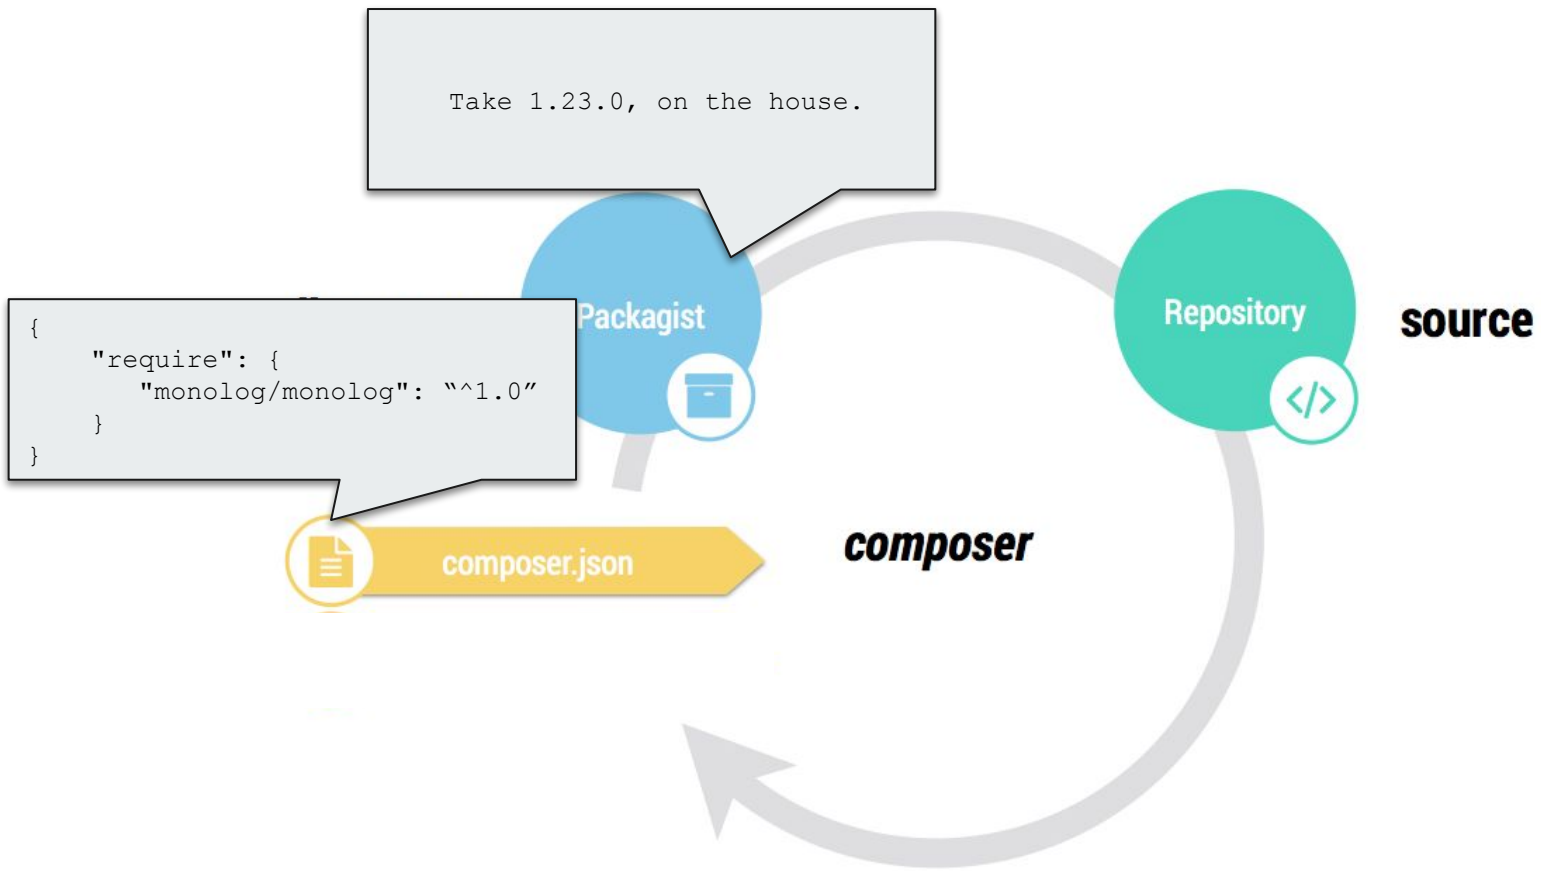 Take 1.23.0, on the house.
Packagist
Repository
source
{
"require": {
"monolog/monolog": “^1.0”
}
}
composer.json
composer